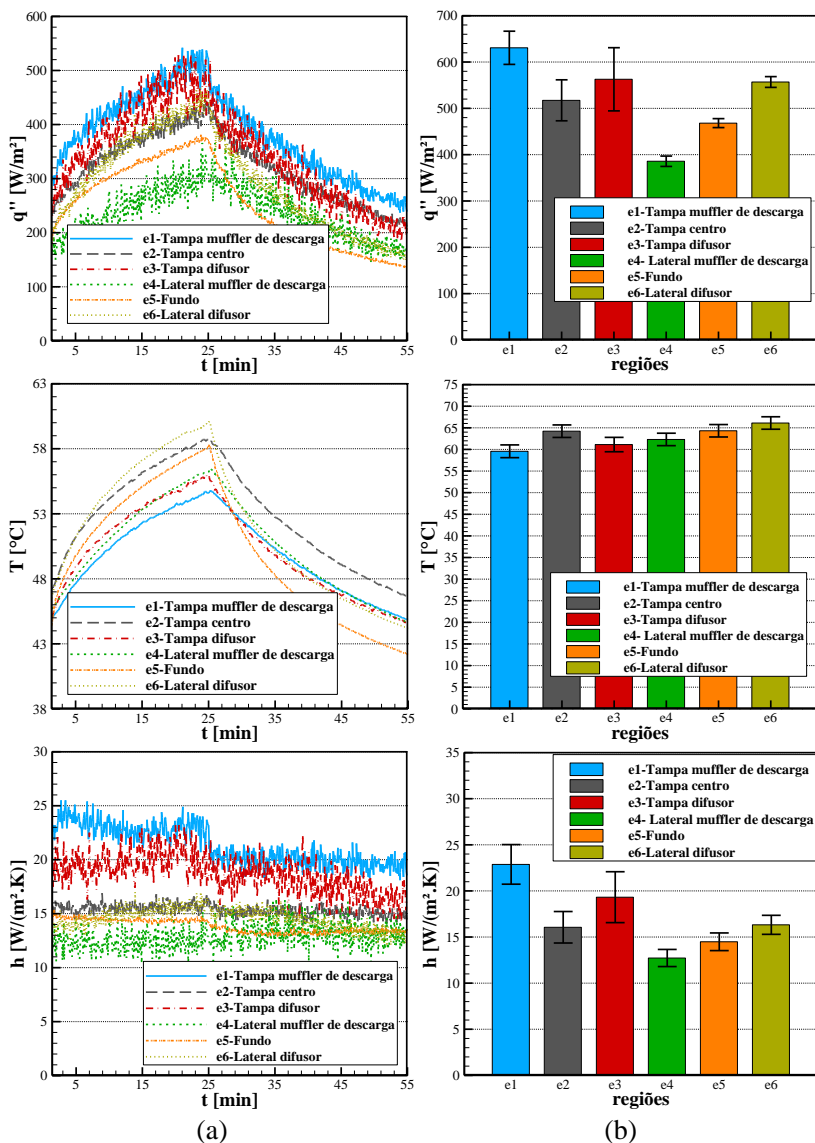 600
500
400
300
200
100
0
q" [W/m²]
e1-Tampa muffler de descarga
e2-Tampa centro
e3-Tampa difusor
e4-Lateral muffler de descarga
e5-Fundo
e6-Lateral difusor
5 15 25 35 45 55
t [min]
700
600
500
400
300
200
100
0
q" [W/m²]
e1-Tampa muffler de descarga
e2-Tampa centro
e3-Tampa difusor
e4- Lateral muffler de descarga
e5-Fundo
e6-Lateral difusor
e1 e2 e3 e4 e5 e6
regiões
63
58
53
48
43
38
T [°C]
e1-Tampa muffler de descarga
e2-Tampa centro
e3-Tampa difusor
e4-Lateral muffler de descarga
e5-Fundo
e6-Lateral difusor
5 15 25 35 45 55
t [min]
75
70
65
60
55
50
45
40
35
30
25
20
15
10
5
0
T [°C]
e1-Tampa muffler de descarga
e2-Tampa centro
e3-Tampa difusor
e4- Lateral muffler de descarga
e5-Fundo
e6-Lateral difusor
e1 e2 e3 e4 e5 e6
regiões
30
25
20
15
10
5
0
h [W/(m².K)]
e1-Tampa muffler de descarga
e2-Tampa centro
e3-Tampa difusor
e4-Lateral muffler de descarga
e5-Fundo
e6-Lateral difusor
5 15 25 35 45 55
t [min]
35
30
25
20
15
10
5
0
h [W/(m².K)]
e1-Tampa muffler de descarga
e2-Tampa centro
e3-Tampa difusor
e4- Lateral muffler de descarga
e5-Fundo
e6-Lateral difusor
e1 e2 e3 e4 e5 e6
regiões
(a) (b)